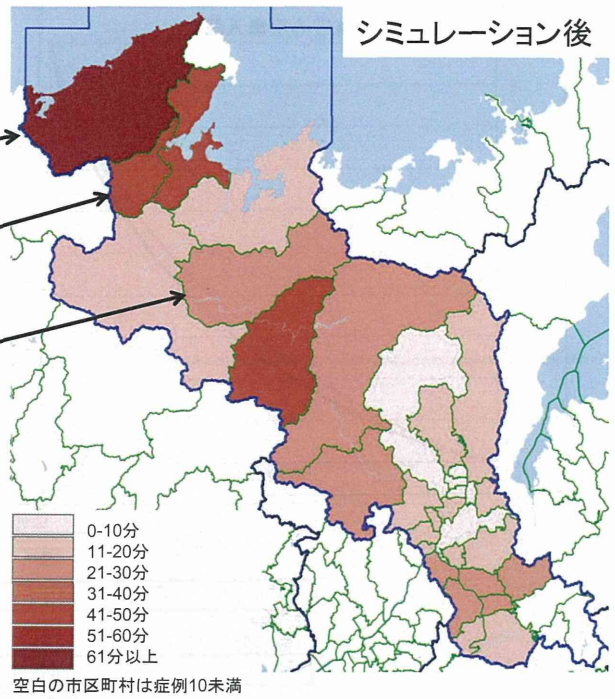 シミュレーション後
0-10分
11-20分
21-30分
31-40分
41-50分
51-60分
61分以上
空白の市区町村は症例10未満